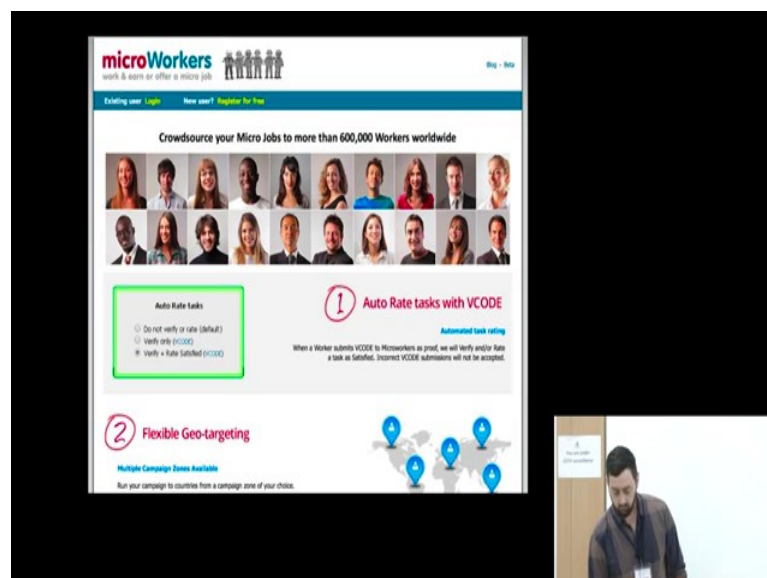 microWorkers
work & earn or offer a micro job
Blog - Beta
Existing user Login New user? Register for free
Crowdsource your Micro Jobs to more than 600,000 Workers worldwide
Auto Rate tasks
Do not verify or rate (default)
Verify only (VCODE)
Verify + Rate Satisfied (VCODE)
1 Auto Rate tasks with VCODE
Automated task rating
When a Worker submits VCODE to Microworkers as proof, we will Verify and/or Rate
a task as Satisfied. Incorrect VCODE submissions will not be accepted.
2 Flexible Geo-targeting
Multiple Campaign Zones Available
Run your campaign to countries from a campaign zone of your choice.
You are under
CCTV surveillance